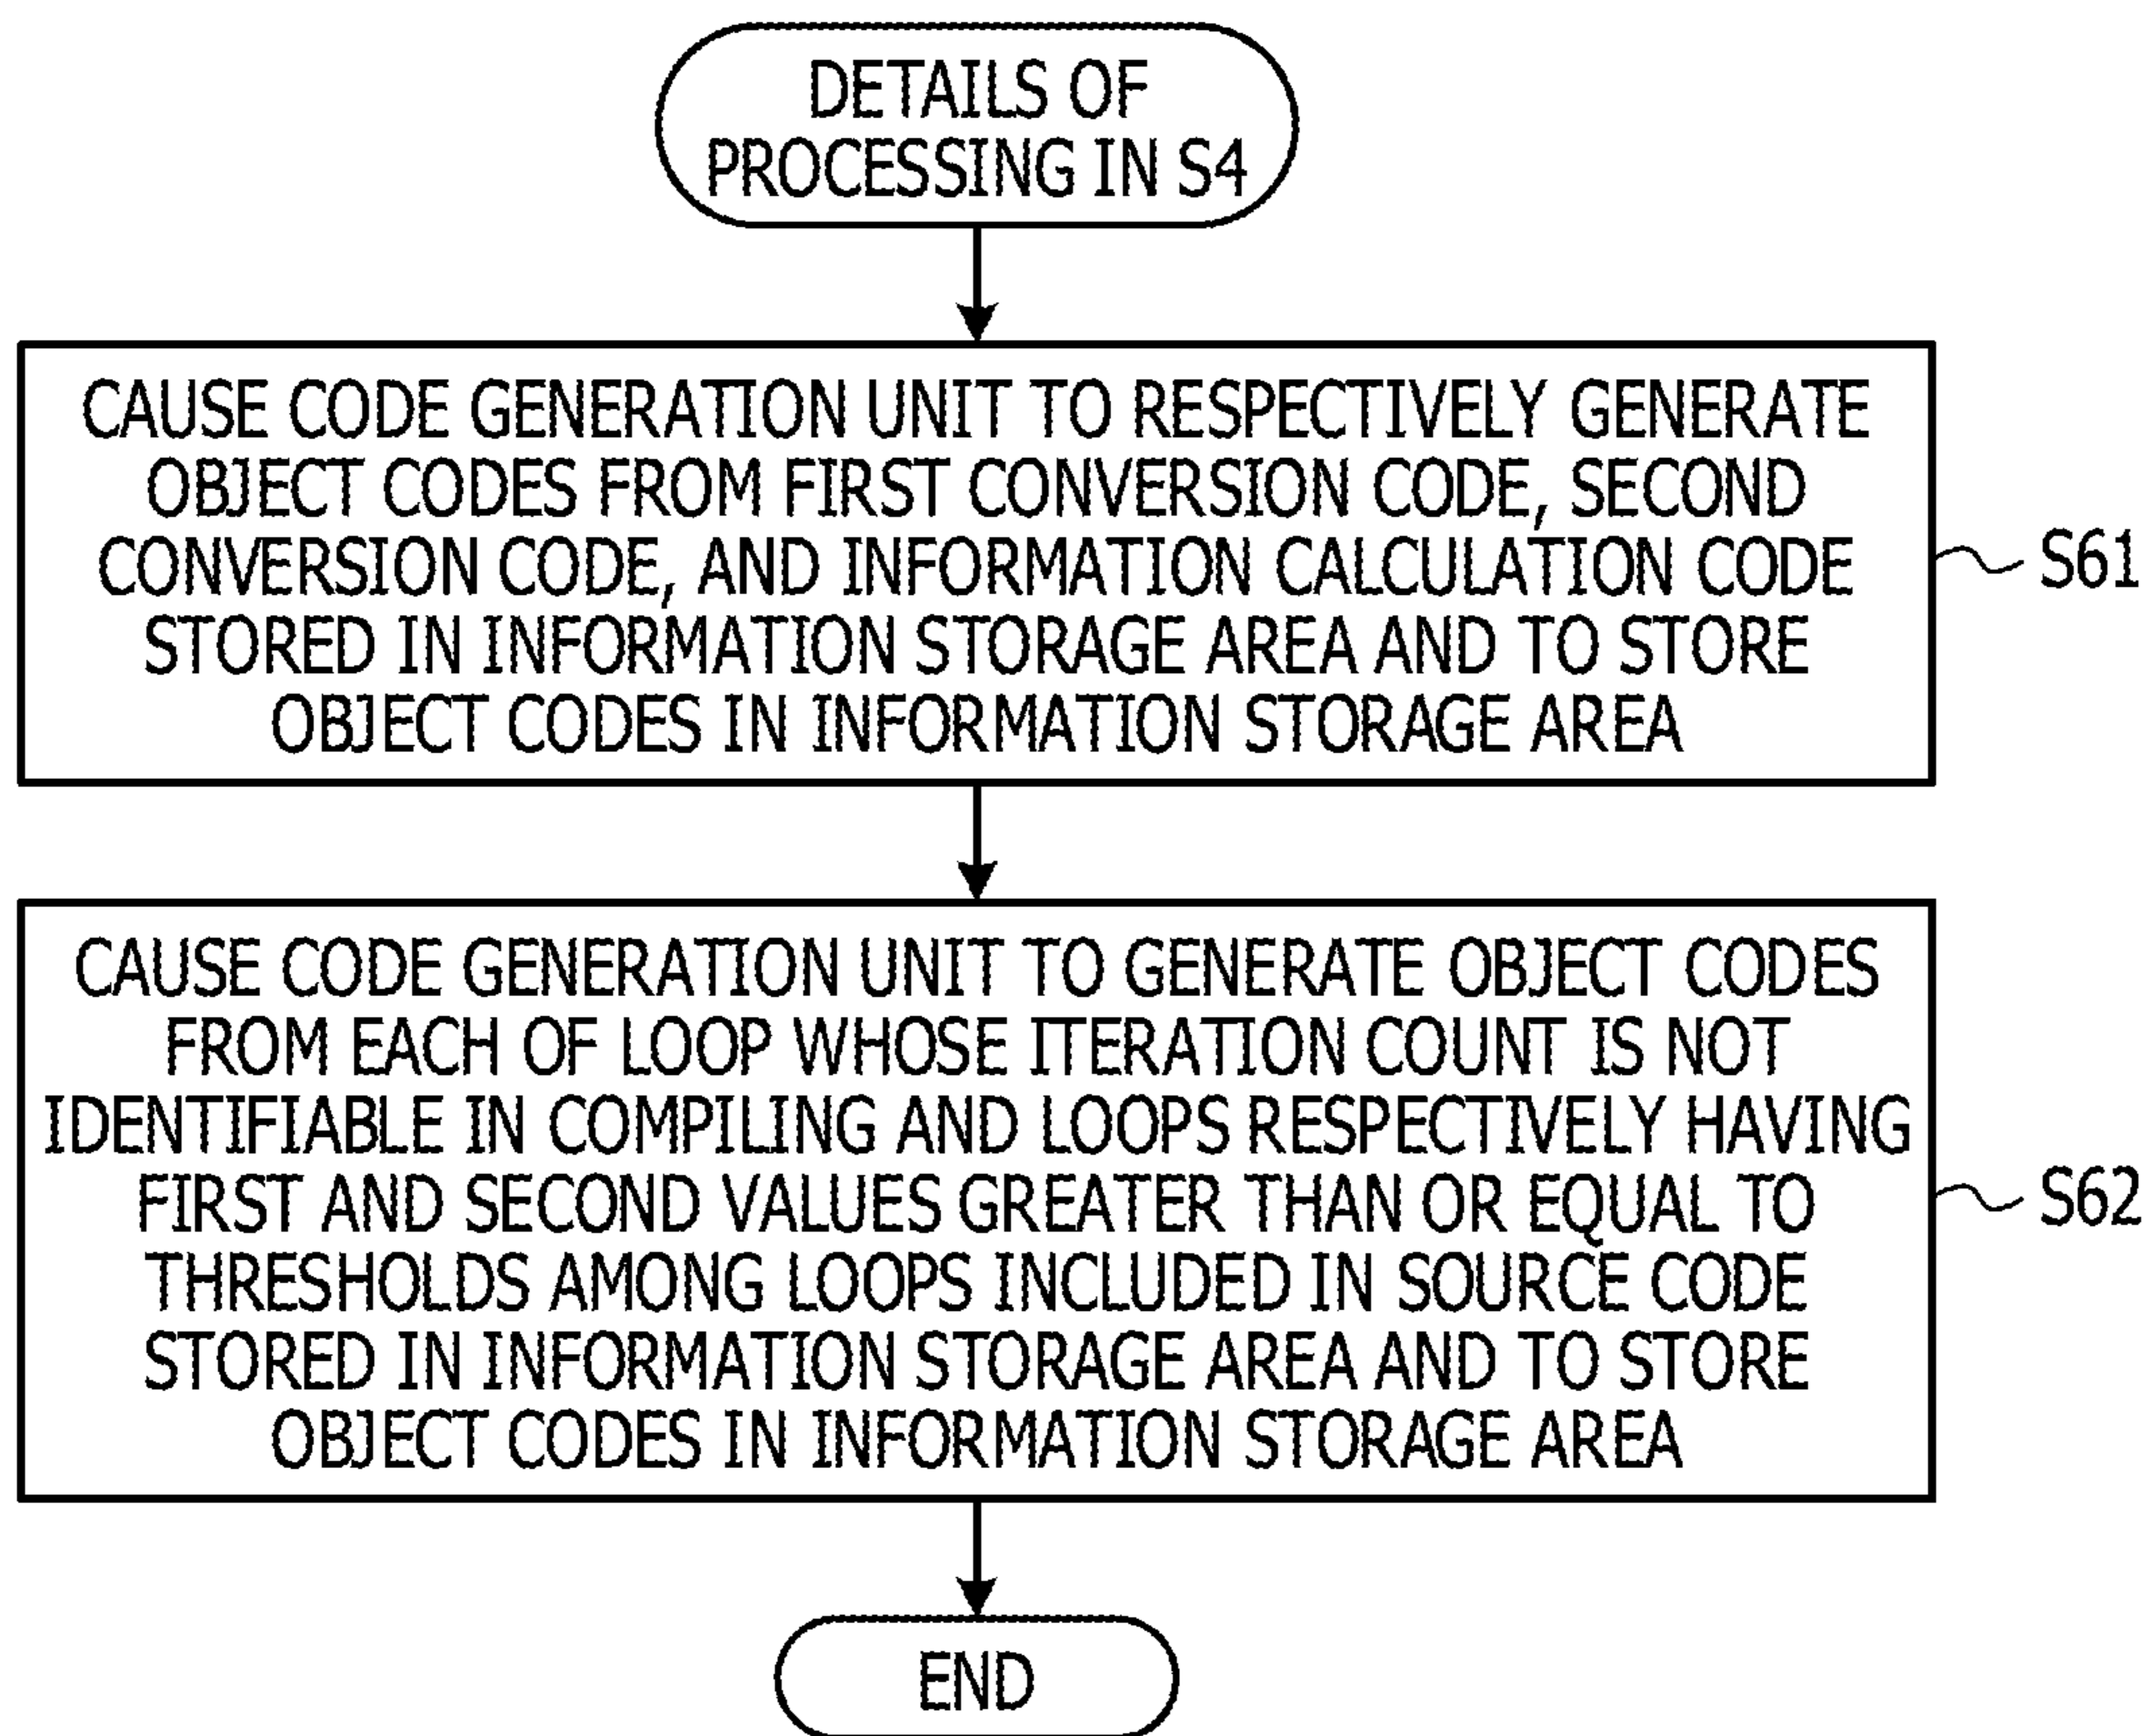 DETAILS OF
PROCESSING IN S4
CAUSE CODE GENERATION UNIT TO RESPECTIVELY GENERATE
OBJECT CODES FROM FIRST CONVERSION CODE, SECOND
CONVERSION CODE, AND INFORMATION CALCULATION CODE
STORED IN INFORMATION STORAGE AREA AND TO STORE
OBJECT CODES IN INFORMATION STORAGE AREA
S61
CAUSE CODE GENERATION UNIT TO GENERATE OBJECT CODES
FROM EACH OF LOOP WHOSE ITERATION COUNT IS NOT
IDENTIFIABLE IN COMPILING AND LOOPS RESPECTIVELY HAVING
FIRST AND SECOND VALUES GREATER THAN OR EQUAL TO
THRESHOLDS AMONG LOOPS INCLUDED IN SOURCE CODE
STORED IN INFORMATION STORAGE AREA AND TO STORE
OBJECT CODES IN INFORMATION STORAGE AREA
S62
END